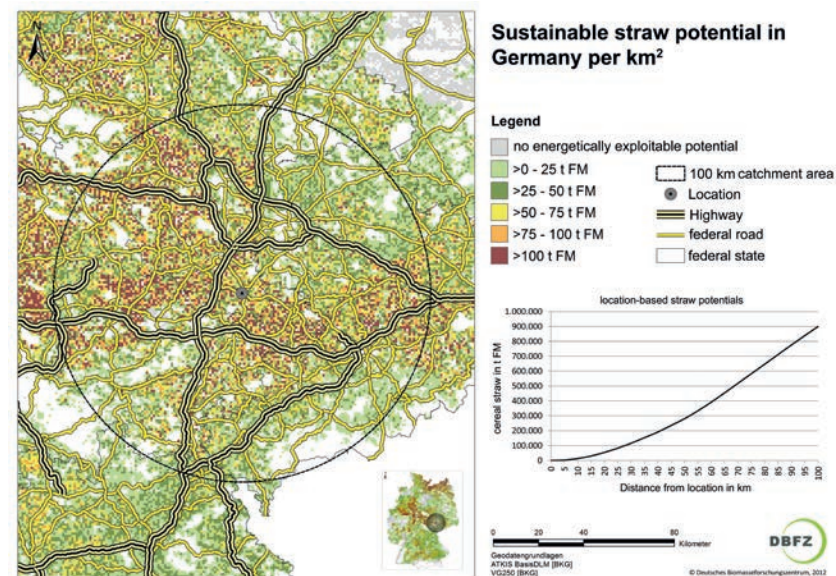 N
Sustainable straw potential in
Germany per km²
Legend
no energetically exploitable potential
>0 - 25 t FM
>25 - 50 t FM
>50 - 75 t FM
>75 - 100 t FM
>100 t FM
100 km catchment area
Location
Highway
federal road
federal state
location-based straw potentials
cereal straw in t FM
1.000.000
900.000
800.000
700.000
600.000
500.000
400.000
300.000
200.000
100.000
0
0 5 10 15 20 25 30 35 40 45 50 55 60 65 70 75 80 85 90 95 100
Distance from location in km
0 20 40 80 Kilometer
Geodatengrundlagen
ATKIS BasisDLM [BKG]
VG250 [BKG]
DBFZ
© Deutsches Biomasseforschungszentrum, 2012